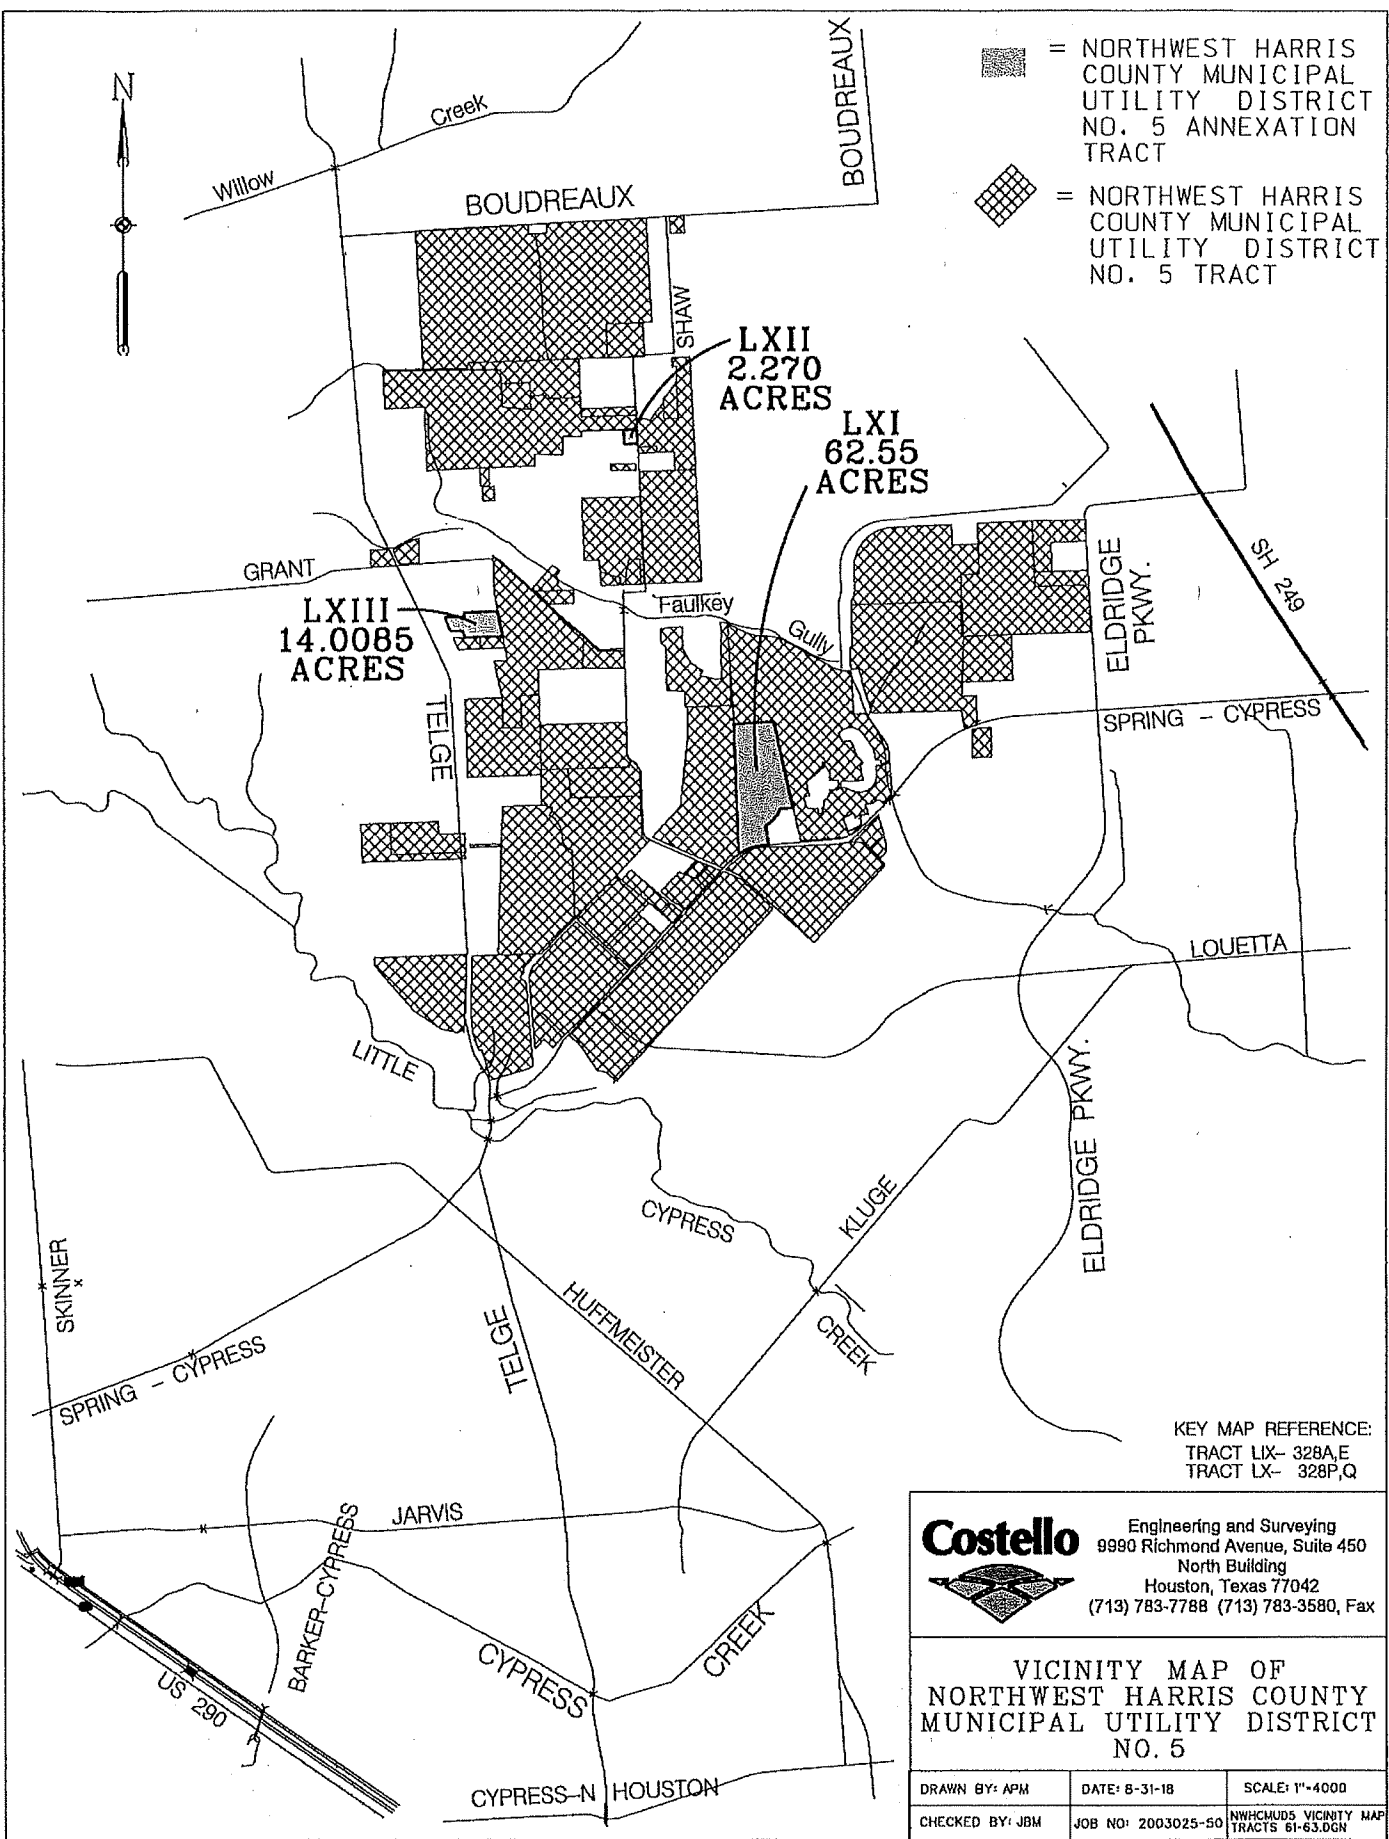 N
Willow
Creek
BOUDREAUX
BOUDREAUX
= NORTHWEST HARRIS
COUNTY MUNICIPAL
UTILITY DISTRICT
NO. 5 ANNEXATION
TRACT
= NORTHWEST HARRIS
COUNTY MUNICIPAL
UTILITY DISTRICT
NO. 5 TRACT
SHAW
LXII
2.270
ACRES
LXI
62.55
ACRES
GRANT
LXIII
14.0085
ACRES
Faulkey
Gully
ELDRIDGE
PKWY.
SH 249
TELGE
SPRING - CYPRESS
LOUETTA
LITTLE
CYPRESS
CREEK
KLUGE
ELDRIDGE PKWY.
SKINNER
HUFFMEISTER
TELGE
SPRING - CYPRESS
JARVIS
BARKER-CYPRESS
US 290
CYPRESS
CREEK
CYPRESS-N HOUSTON
KEY MAP REFERENCE:
TRACT LIX- 328A,E
TRACT LX- 328P,Q
Costello
Engineering and Surveying
9990 Richmond Avenue, Suite 450
North Building
Houston, Texas 77042
(713) 783-7788 (713) 783-3580, Fax
VICINITY MAP OF
NORTHWEST HARRIS COUNTY
MUNICIPAL UTILITY DISTRICT
NO. 5
DRAWN BY: APM
DATE: 8-31-18
SCALE: 1"=4000
CHECKED BY: JBM
JOB NO: 2003025-50
NWHCMUD5 VICINITY MAP
TRACTS 61-63.DGN